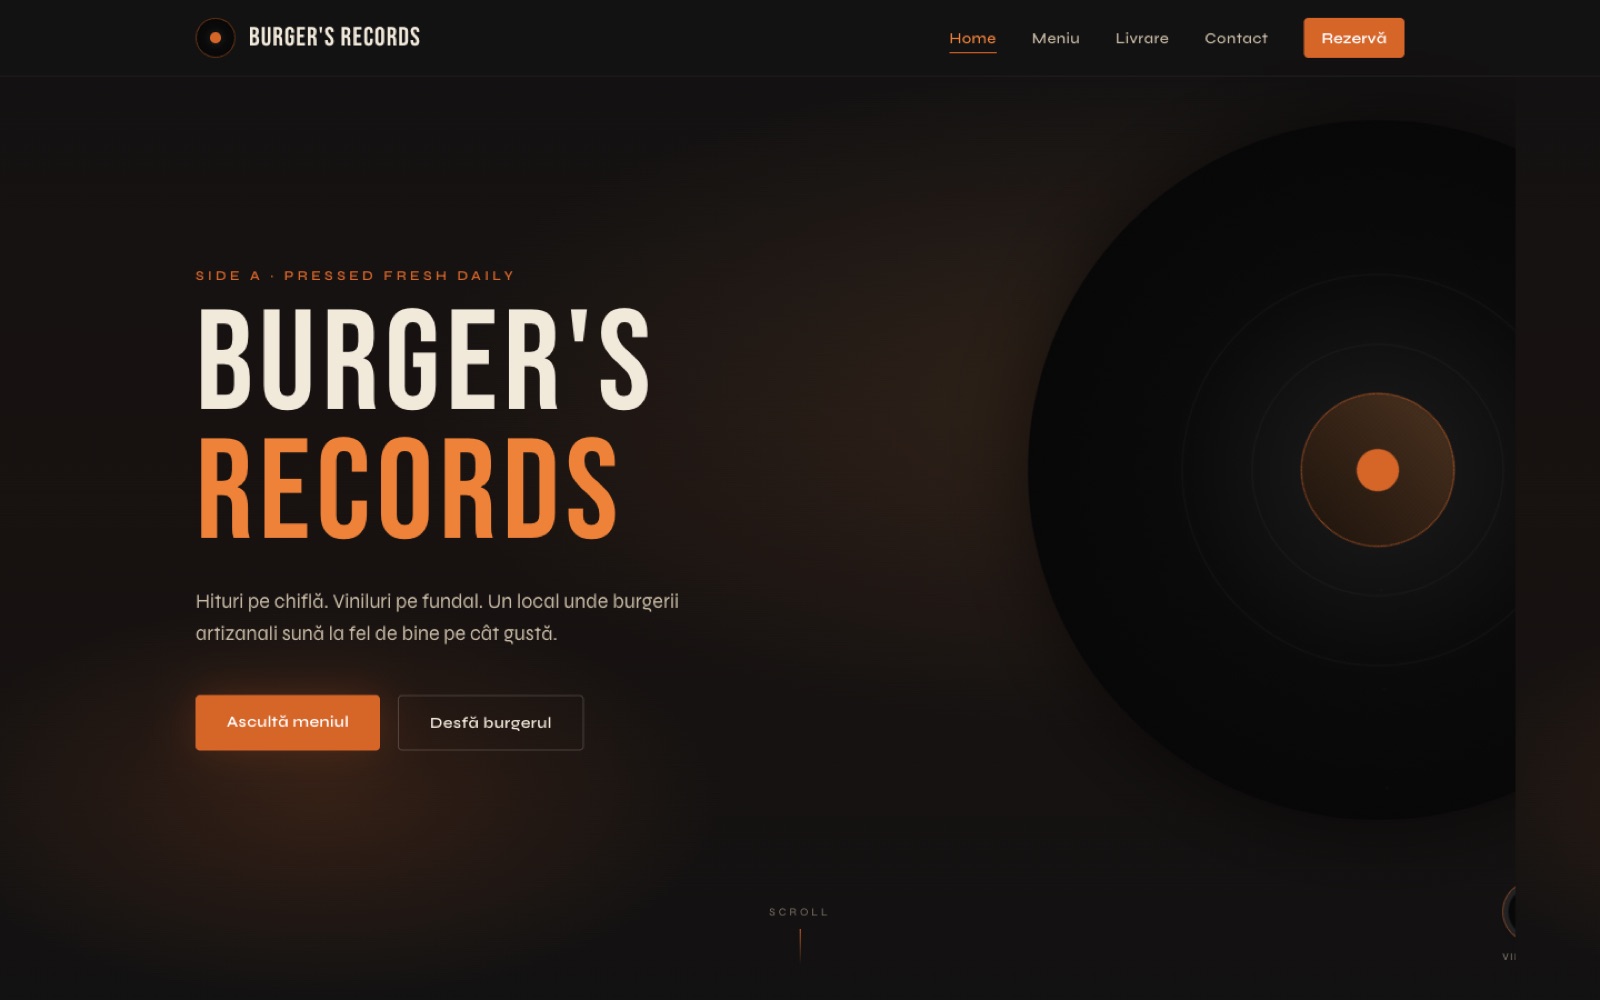 BURGER'S RECORDS
Home Meniu Livrare Contact Rezervă
SIDE A · PRESSED FRESH DAILY
BURGER'S
RECORDS
Hituri pe chiflă. Viniluri pe fundal. Un local unde burgerii
artizanali sună la fel de bine pe cât gustă.
Ascultă meniul Desfă burgerul
SCROLL